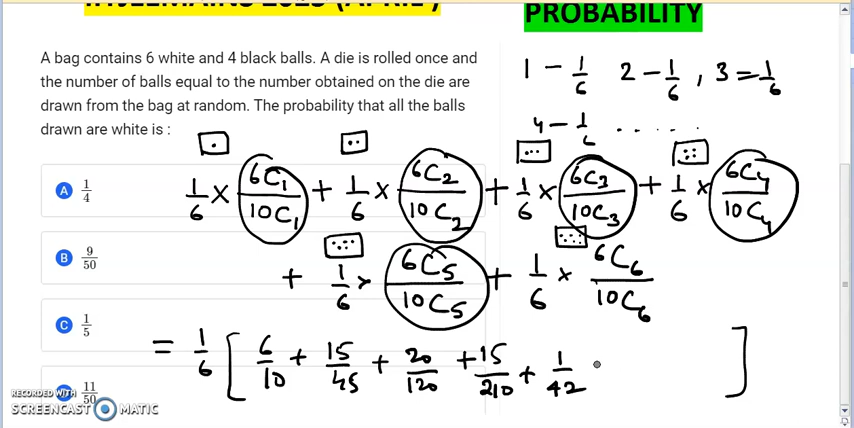 PROBABILITY
A bag contains 6 white and 4 black balls. A die is rolled once and
the number of balls equal to the number obtained on the die are
drawn from the bag at random. The probability that all the balls
drawn are white is :
1 - 1/6 2 - 1/6 , 3 = 1/6
4 - 1/6 . . . . . .
A 1/4
B 9/50
C 1/5
11/50
1/6 × 6C1/10C1 + 1/6 × 6C2/10C2 + 1/6 × 6C3/10C3 + 1/6 × 6C4/10C4
+ 1/6 × 6C5/10C5 + 1/6 × 6C6/10C6
= 1/6 [ 6/10 + 15/45 + 20/120 + 15/210 + 1/42 ]
RECORDED WITH
SCREENCAST MATIC